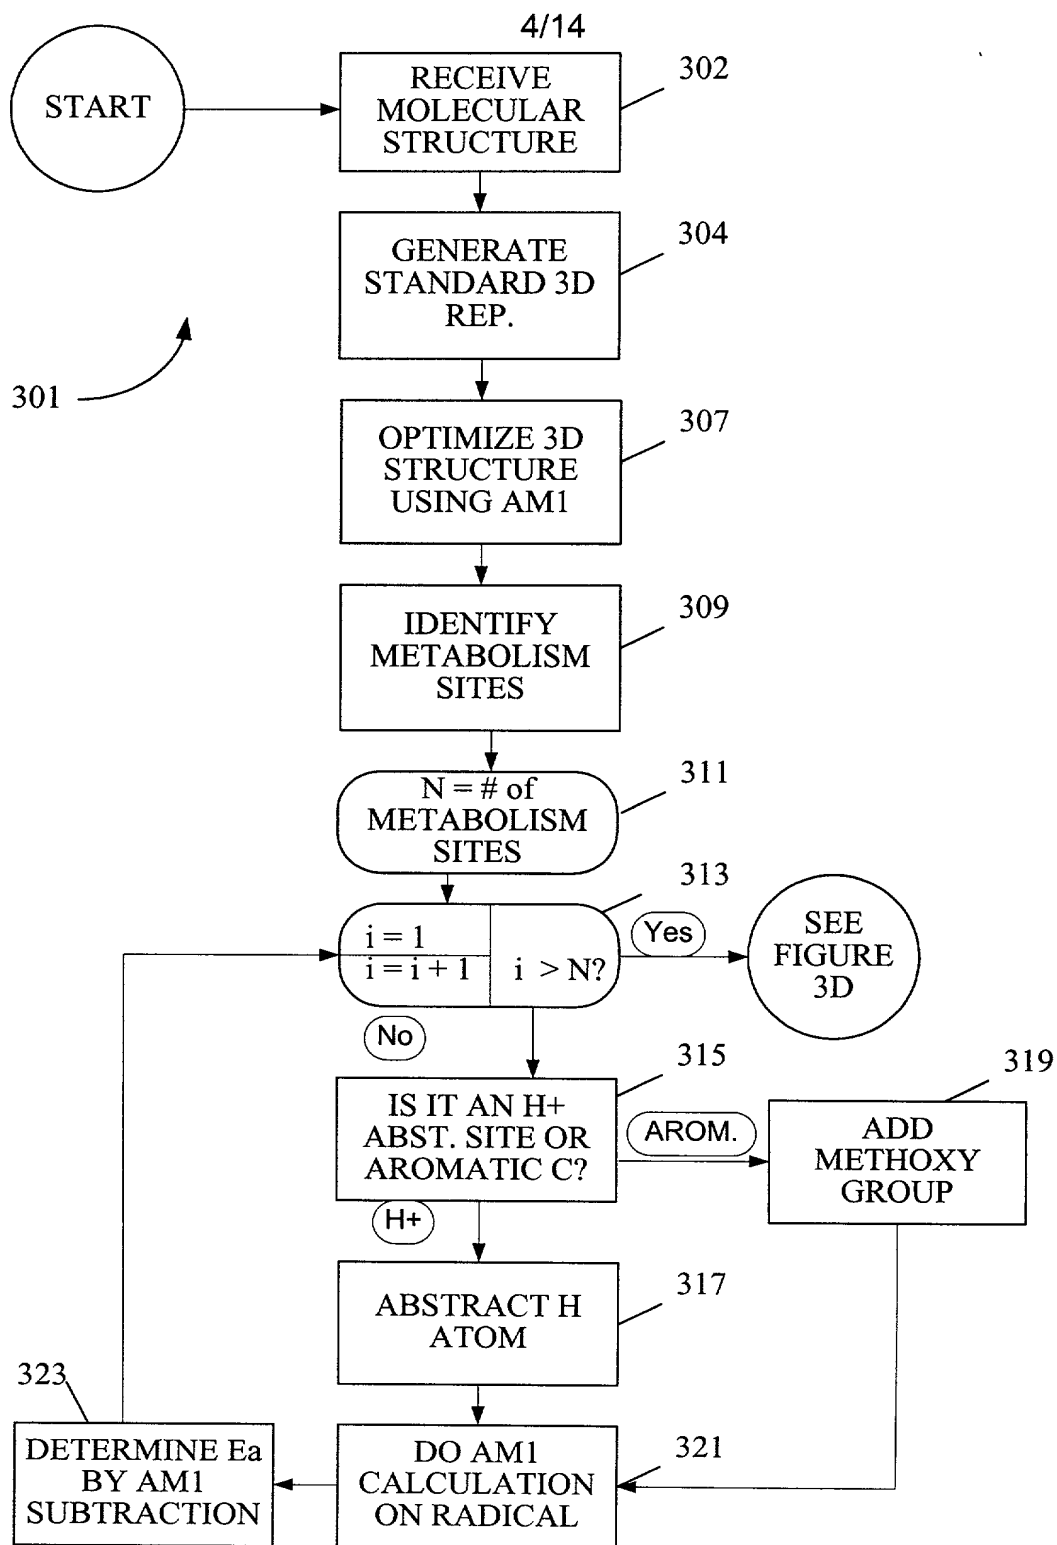 4/14
START
RECEIVE
MOLECULAR
STRUCTURE
302
GENERATE
STANDARD 3D
REP.
304
301
OPTIMIZE 3D
STRUCTURE
USING AM1
307
IDENTIFY
METABOLISM
SITES
309
N = # of
METABOLISM
SITES
311
313
i = 1
i = i + 1
i > N?
Yes
SEE
FIGURE
3D
No
315
IS IT AN H+
ABST. SITE OR
AROMATIC C?
AROM.
319
ADD
METHOXY
GROUP
H+
ABSTRACT H
ATOM
317
323
DETERMINE Ea
BY AM1
SUBTRACTION
DO AM1
CALCULATION
ON RADICAL
321